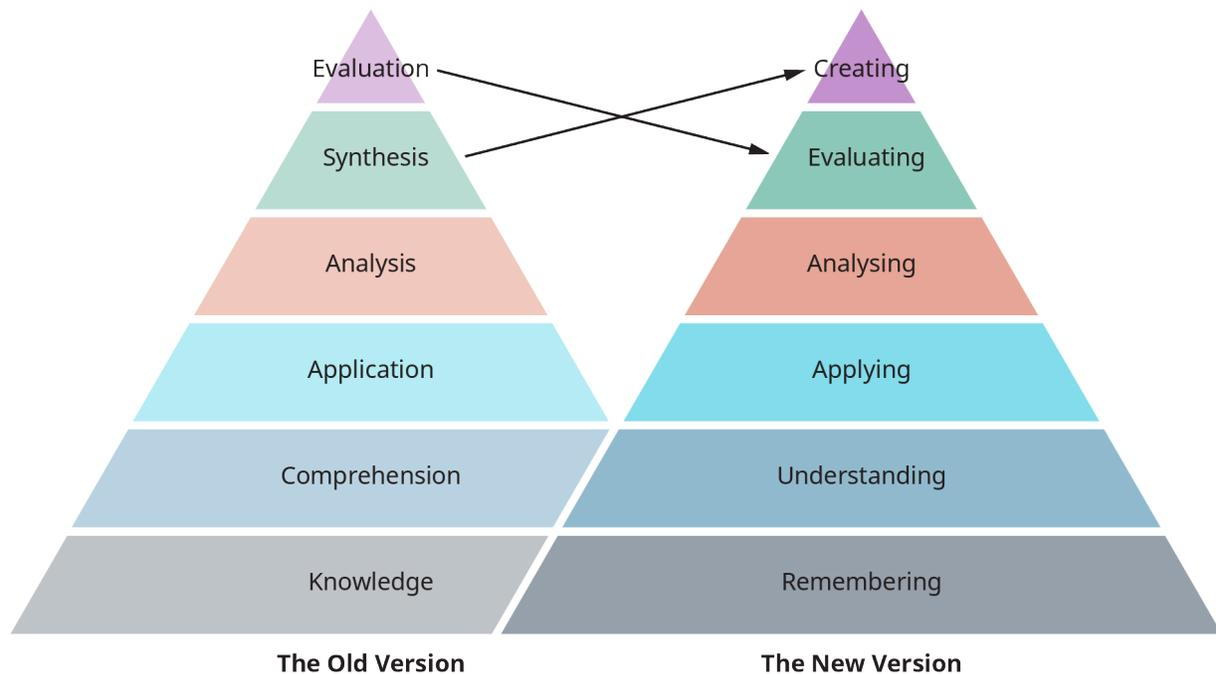 Evaluation
Synthesis
Analysis
Application
Comprehension
Knowledge
The Old Version
Creating
Evaluating
Analysing
Applying
Understanding
Remembering
The New Version